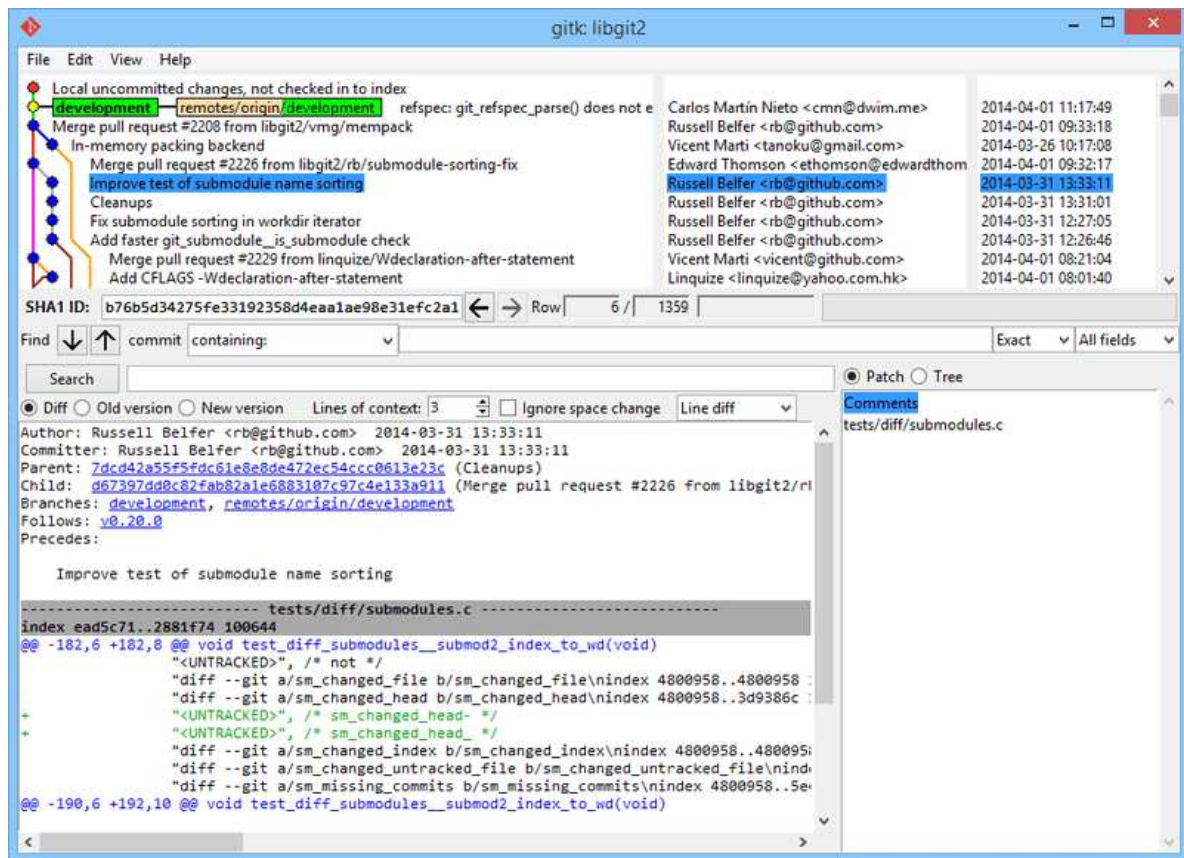 gitk: libgit2
File Edit View Help
Local uncommitted changes, not checked in to index
development remotes/origin/development refspec: git_refspec_parse() does not e Carlos Martín Nieto <cmn@dwim.me> 2014-04-01 11:17:49
Merge pull request #2208 from libgit2/vmg/mempack Russell Belfer <rb@github.com> 2014-04-01 09:33:18
In-memory packing backend Vicent Marti <tanoku@gmail.com> 2014-03-26 10:17:08
Merge pull request #2226 from libgit2/rb/submodule-sorting-fix Edward Thomson <ethomson@edwardthom 2014-04-01 09:32:17
Improve test of submodule name sorting Russell Belfer <rb@github.com> 2014-03-31 13:33:11
Cleanups Russell Belfer <rb@github.com> 2014-03-31 13:31:01
Fix submodule sorting in workdir iterator Russell Belfer <rb@github.com> 2014-03-31 12:27:05
Add faster git_submodule__is_submodule check Russell Belfer <rb@github.com> 2014-03-31 12:26:46
Merge pull request #2229 from linquize/Wdeclaration-after-statement Vicent Marti <vicent@github.com> 2014-04-01 08:21:04
Add CFLAGS -Wdeclaration-after-statement Linquize <linquize@yahoo.com.hk> 2014-04-01 08:01:40
SHA1 ID: b76b5d34275fe33192358d4eaa1ae98e31efc2a1 Row 6 / 1359
Find commit containing: Exact All fields
Search Patch Tree
Diff Old version New version Lines of context: 3 Ignore space change Line diff Comments
tests/diff/submodules.c
Author: Russell Belfer <rb@github.com> 2014-03-31 13:33:11
Committer: Russell Belfer <rb@github.com> 2014-03-31 13:33:11
Parent: 7dcd42a55f5fdc61e8e8de472ec54ccc0613e23c (Cleanups)
Child: d67397dd0c82fab82a1e6883107c97c4e133a911 (Merge pull request #2226 from libgit2/rl
Branches: development, remotes/origin/development
Follows: v0.20.0
Precedes:
Improve test of submodule name sorting
--------------------------- tests/diff/submodules.c ---------------------------
index ead5c71..2881f74 100644
@@ -182,6 +182,8 @@ void test_diff_submodules__submod2_index_to_wd(void)
"<UNTRACKED>", /* not */
"diff --git a/sm_changed_file b/sm_changed_file\nindex 4800958..4800958
"diff --git a/sm_changed_head b/sm_changed_head\nindex 4800958..3d9386c
+ "<UNTRACKED>", /* sm_changed_head- */
+ "<UNTRACKED>", /* sm_changed_head_ */
"diff --git a/sm_changed_index b/sm_changed_index\nindex 4800958..480095
"diff --git a/sm_changed_untracked_file b/sm_changed_untracked_file\nind
"diff --git a/sm_missing_commits b/sm_missing_commits\nindex 4800958..5e
@@ -190,6 +192,10 @@ void test_diff_submodules__submod2_index_to_wd(void)